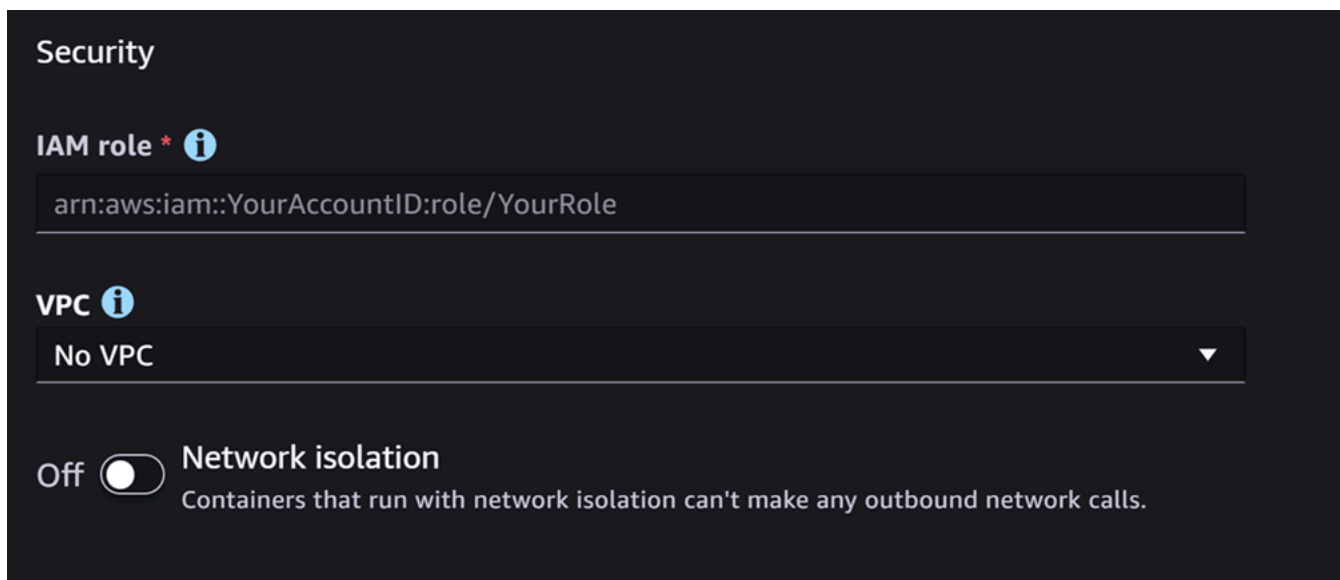 Security
IAM role *
arn:aws:iam::YourAccountID:role/YourRole
VPC
No VPC
Off
Network isolation
Containers that run with network isolation can't make any outbound network calls.